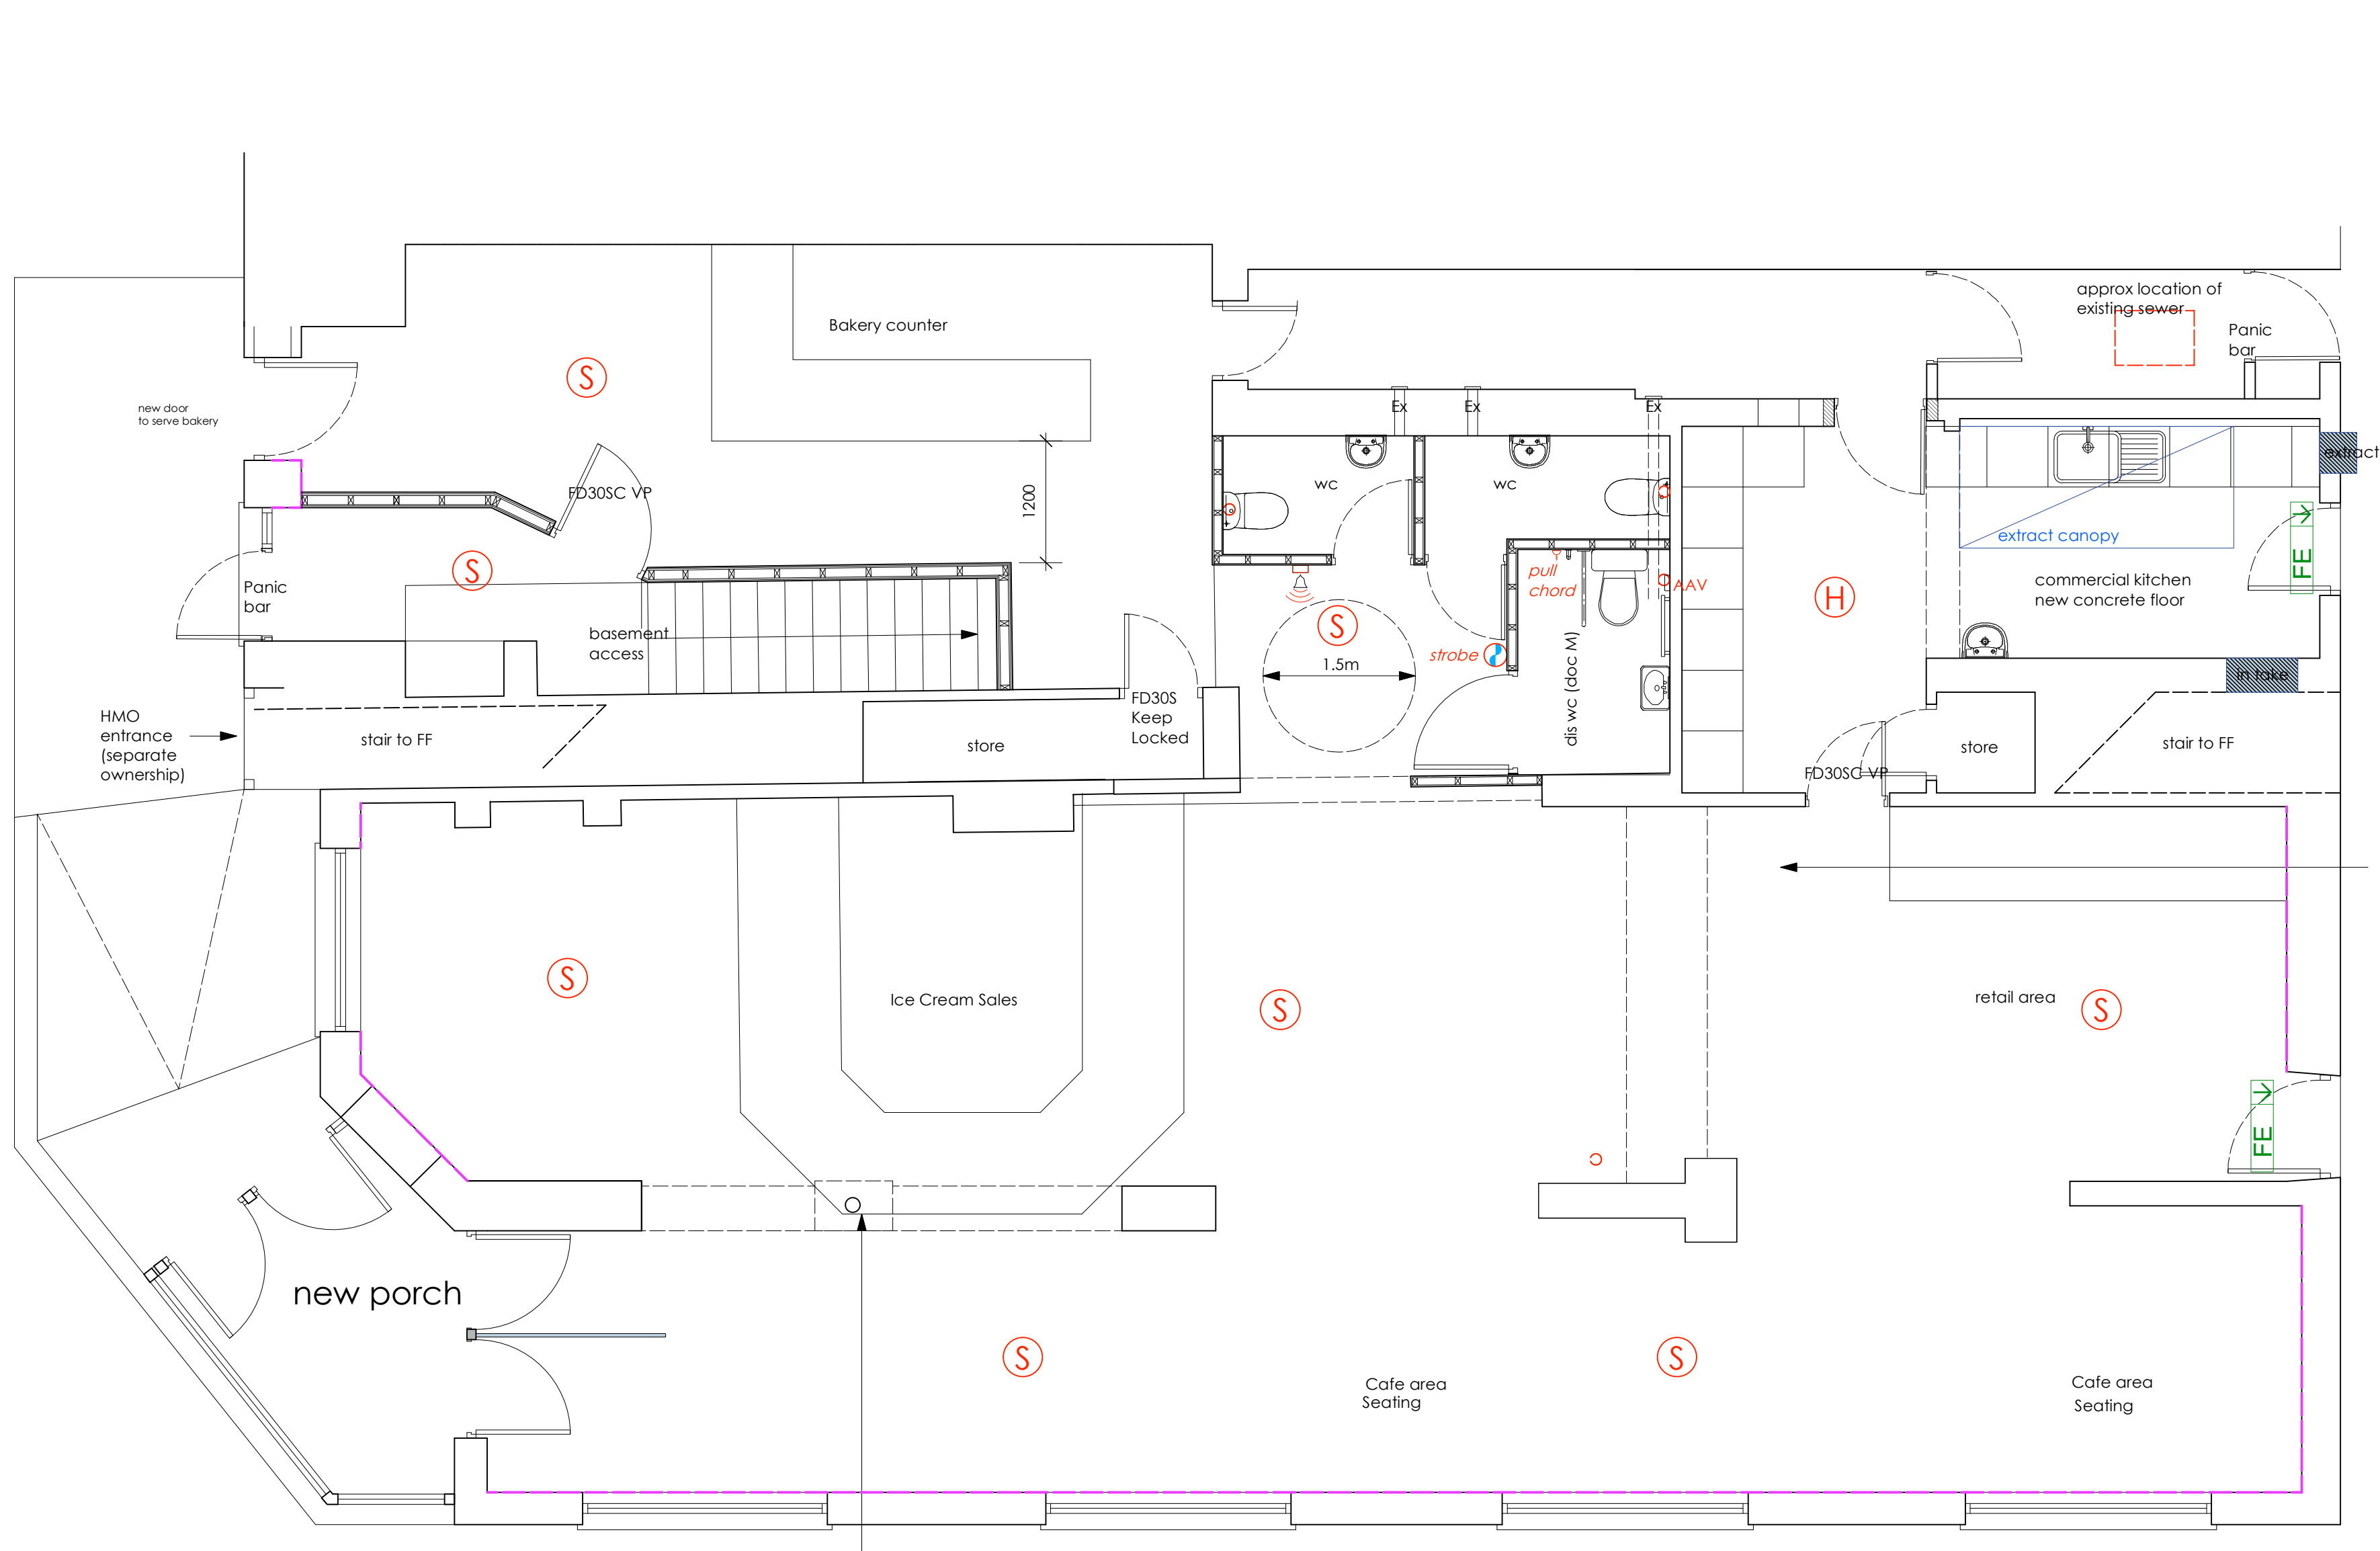 approx location of
existing sewer
Panic
bar
Bakery counter
S
new door
to serve bakery
Ex
Ex
Ex
extract
FD30SC VP
1200
wc
wc
extract canopy
FE
S
Panic
bar
pull
chord
AAV
H
commercial kitchen
new concrete floor
basement
access
S
strobe
1.5m
dis wc (doc M)
in take
HMO
entrance
(separate
ownership)
stair to FF
store
FD30S
Keep
Locked
FD30SC VP
store
stair to FF
S
Ice Cream Sales
S
retail area
S
FE
new porch
S
Cafe area
Seating
S
Cafe area
Seating